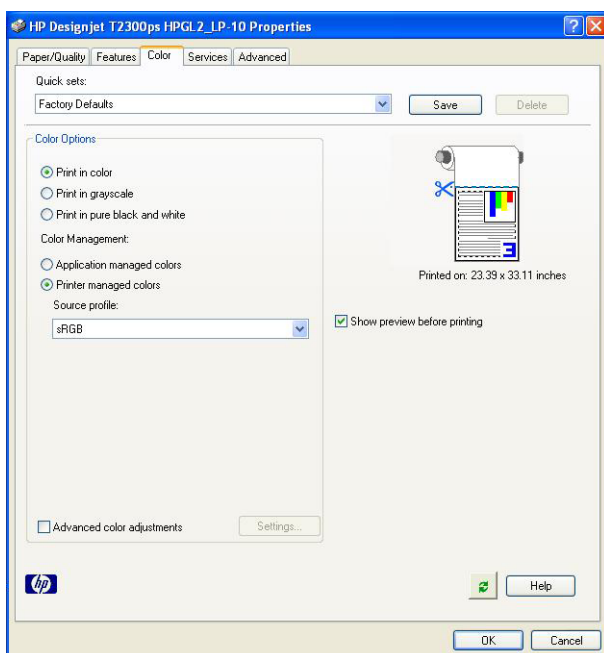 HP Designjet T2300ps HPGL2_LP-10 Properties
Paper/Quality Features Color Services Advanced
Quick sets:
Factory Defaults
Save
Delete
Color Options
Print in color
Print in grayscale
Print in pure black and white
Color Management:
Application managed colors
Printer managed colors
Source profile:
sRGB
3
Printed on: 23.39 x 33.11 inches
Show preview before printing
Advanced color adjustments
Settings...
hp
Help
OK
Cancel